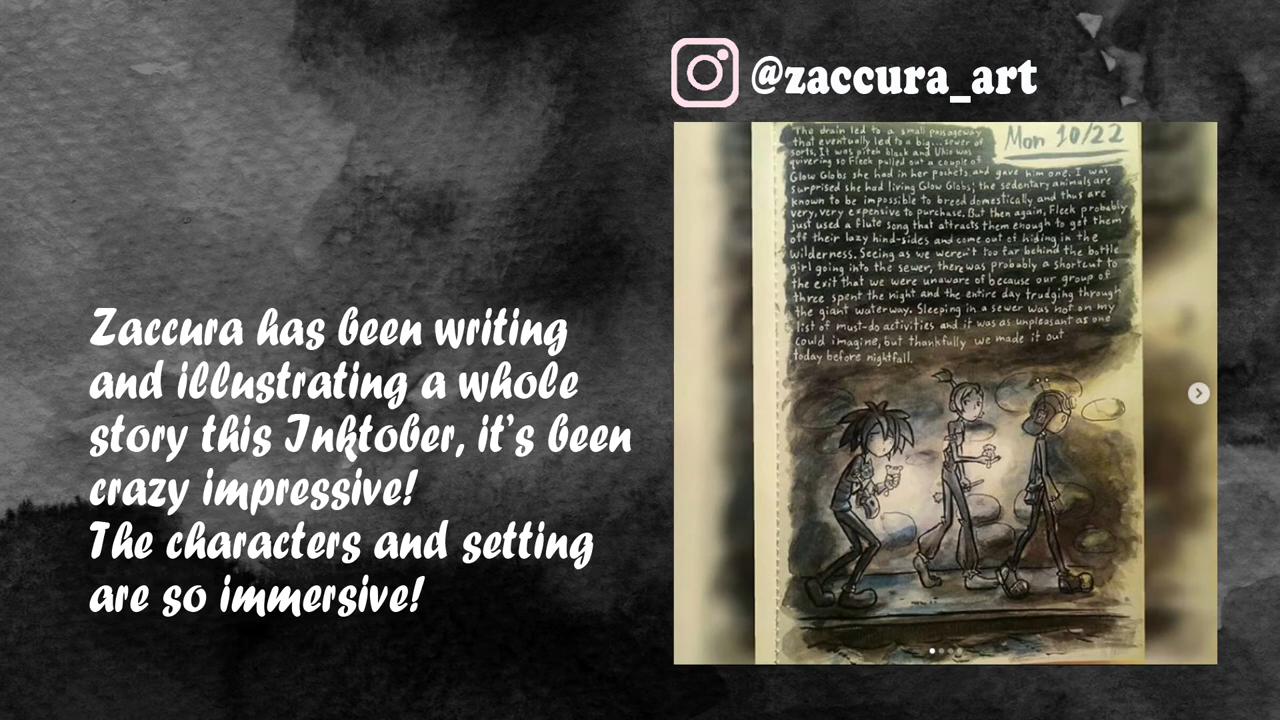 @zaccura_art
Mon 10/22
The drain led to a small passageway
that eventually led to a big...sewer of
sorts. It was pitch black and Ukie was
quivering so Fleek pulled out a couple of
Glow Globs she had in her pockets and gave him one. I was
surprised she had living Glow Globs; the sedentary animals are
known to be impossible to breed domestically and thus are
very, very expensive to purchase. But then again, Fleek probably
just used a flute song that attracts them enough to get them
off their lazy hind-sides and come out of hiding in the
wilderness. Seeing as we weren't too far behind the bottle
girl going into the sewer, there was probably a shortcut to
the exit that we were unaware of because our group of
three spent the night and the entire day trudging through
the giant waterway. Sleeping in a sewer was not on my
list of must-do activities and it was as unpleasant as one
could imagine, but thankfully we made it out
today before nightfall.
Zaccura has been writing
and illustrating a whole
story this Inktober, it's been
crazy impressive!
The characters and setting
are so immersive!